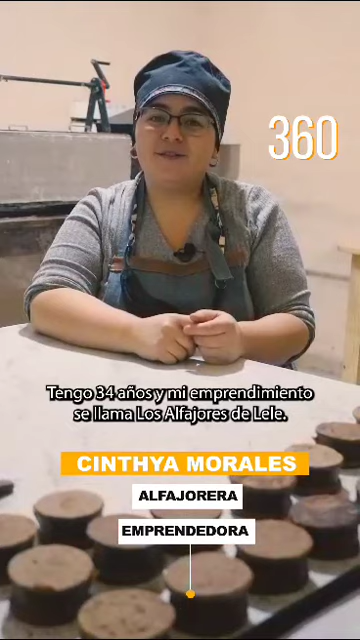 360
Tengo 34 años y mi emprendimiento
se llama Los Alfajores de Lele.
CINTHYA MORALES
ALFAJORERA
EMPRENDEDORA